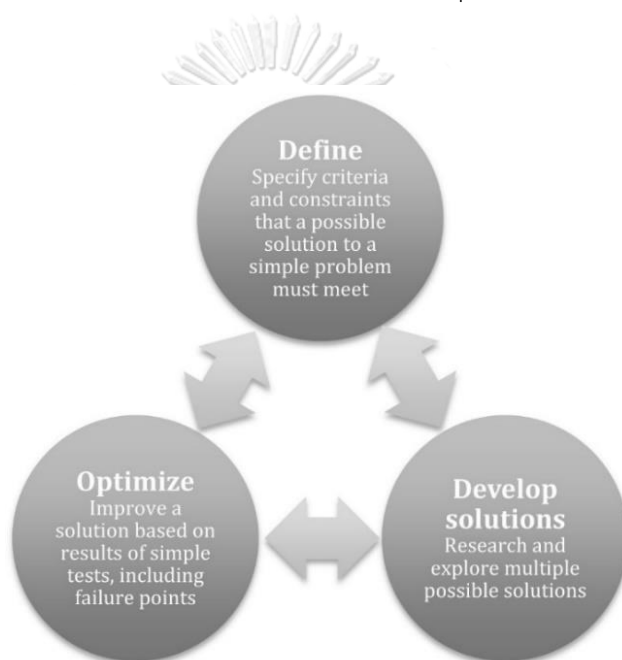 Define
Specify criteria
and constraints
that a possible
solution to a
simple problem
must meet
Optimize
Improve a
solution based on
results of simple
tests, including
failure points
Develop
solutions
Research and
explore multiple
possible solutions